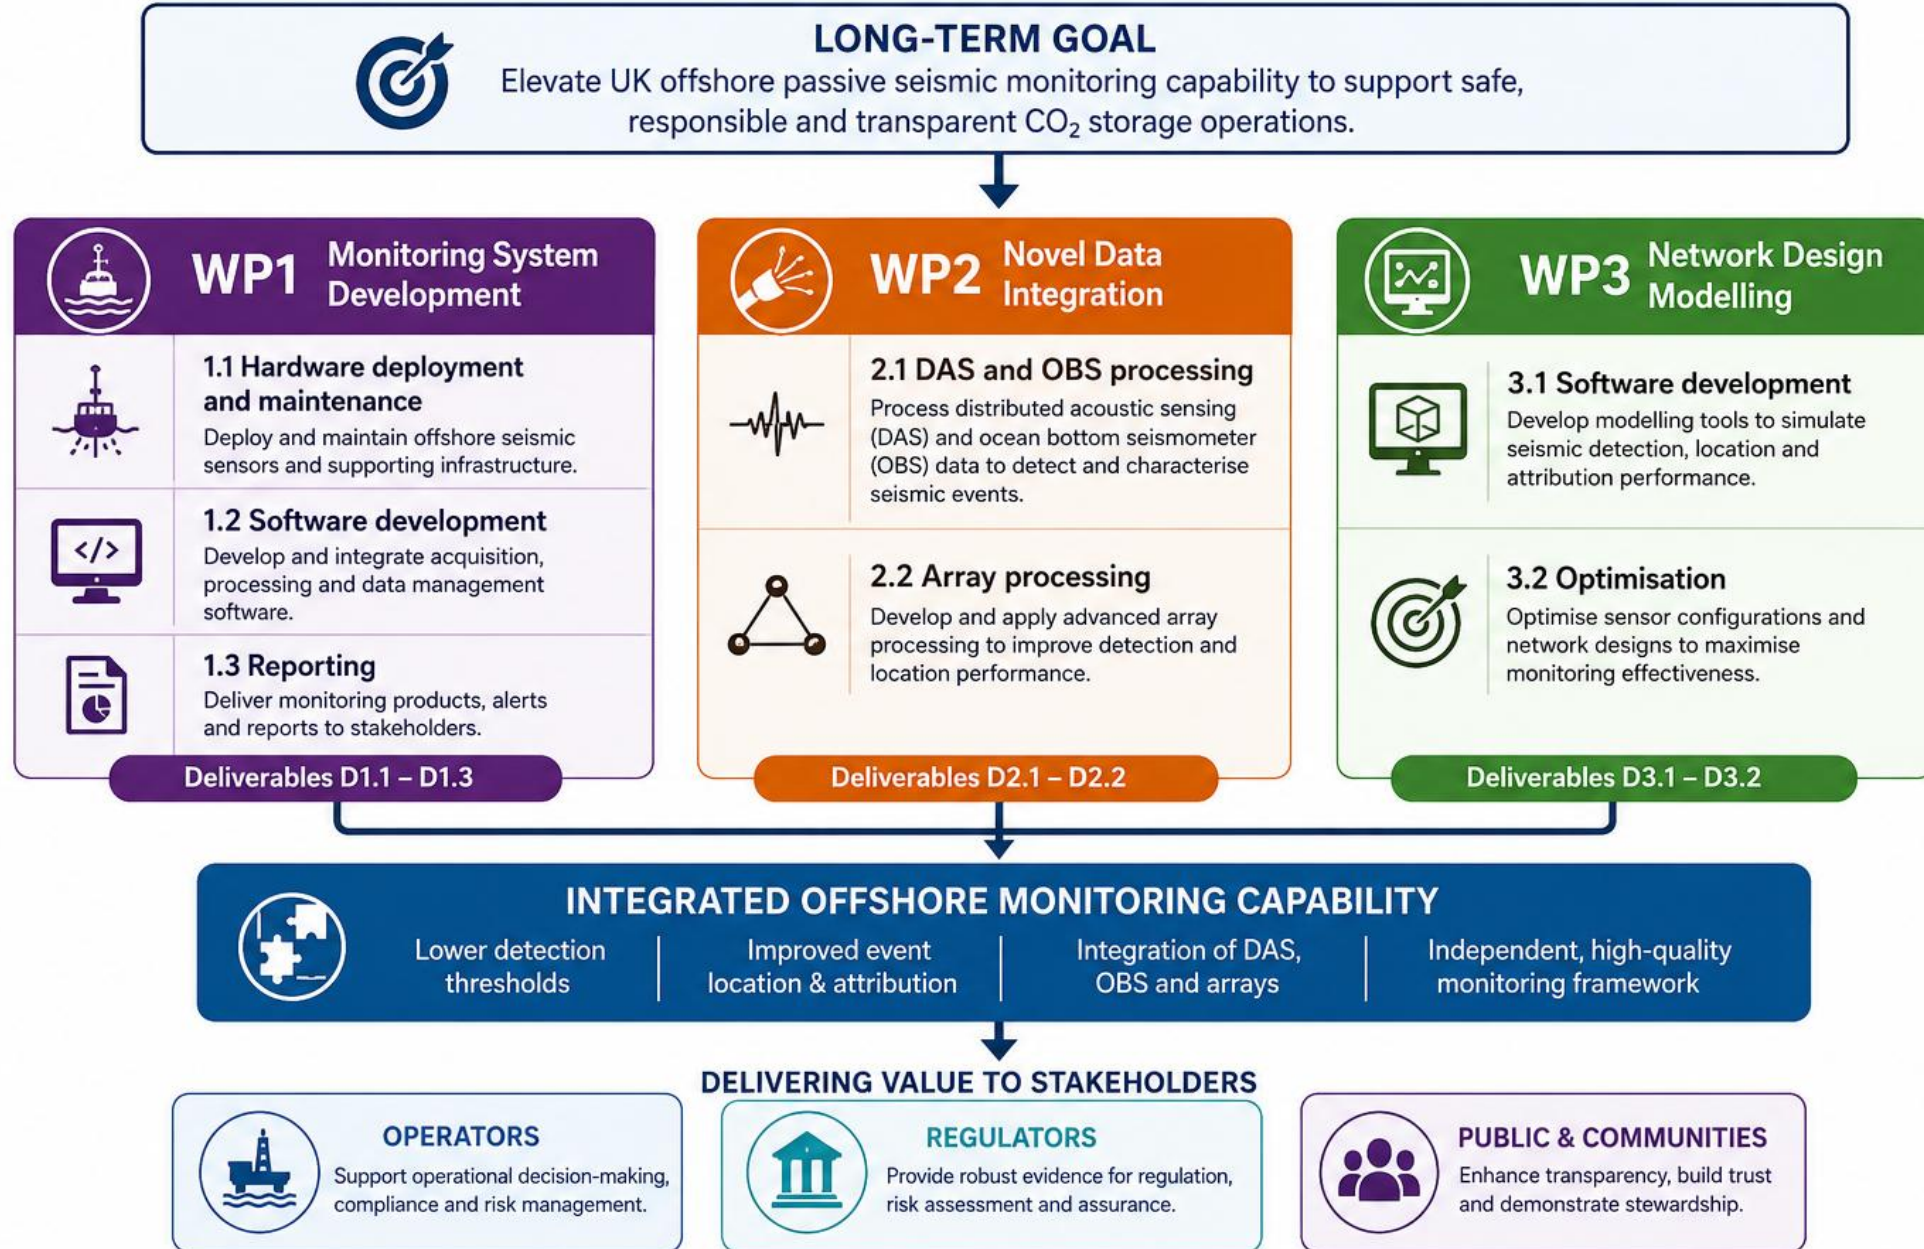 LONG-TERM GOAL
Elevate UK offshore passive seismic monitoring capability to support safe,
responsible and transparent CO₂ storage operations.
WP1
Monitoring System
Development
1.1 Hardware deployment
and maintenance
Deploy and maintain offshore seismic
sensors and supporting infrastructure.
</>
1.2 Software development
Develop and integrate acquisition,
processing and data management
software.
1.3 Reporting
Deliver monitoring products, alerts
and reports to stakeholders.
Deliverables D1.1 – D1.3
WP2
Novel Data
Integration
2.1 DAS and OBS processing
Process distributed acoustic sensing
(DAS) and ocean bottom seismometer
(OBS) data to detect and characterise
seismic events.
2.2 Array processing
Develop and apply advanced array
processing to improve detection and
location performance.
Deliverables D2.1 – D2.2
WP3
Network Design
Modelling
3.1 Software development
Develop modelling tools to simulate
seismic detection, location and
attribution performance.
3.2 Optimisation
Optimise sensor configurations and
network designs to maximise
monitoring effectiveness.
Deliverables D3.1 – D3.2
INTEGRATED OFFSHORE MONITORING CAPABILITY
Lower detection
thresholds
Improved event
location & attribution
Integration of DAS,
OBS and arrays
Independent, high-quality
monitoring framework
DELIVERING VALUE TO STAKEHOLDERS
OPERATORS
Support operational decision-making,
compliance and risk management.
REGULATORS
Provide robust evidence for regulation,
risk assessment and assurance.
PUBLIC & COMMUNITIES
Enhance transparency, build trust
and demonstrate stewardship.